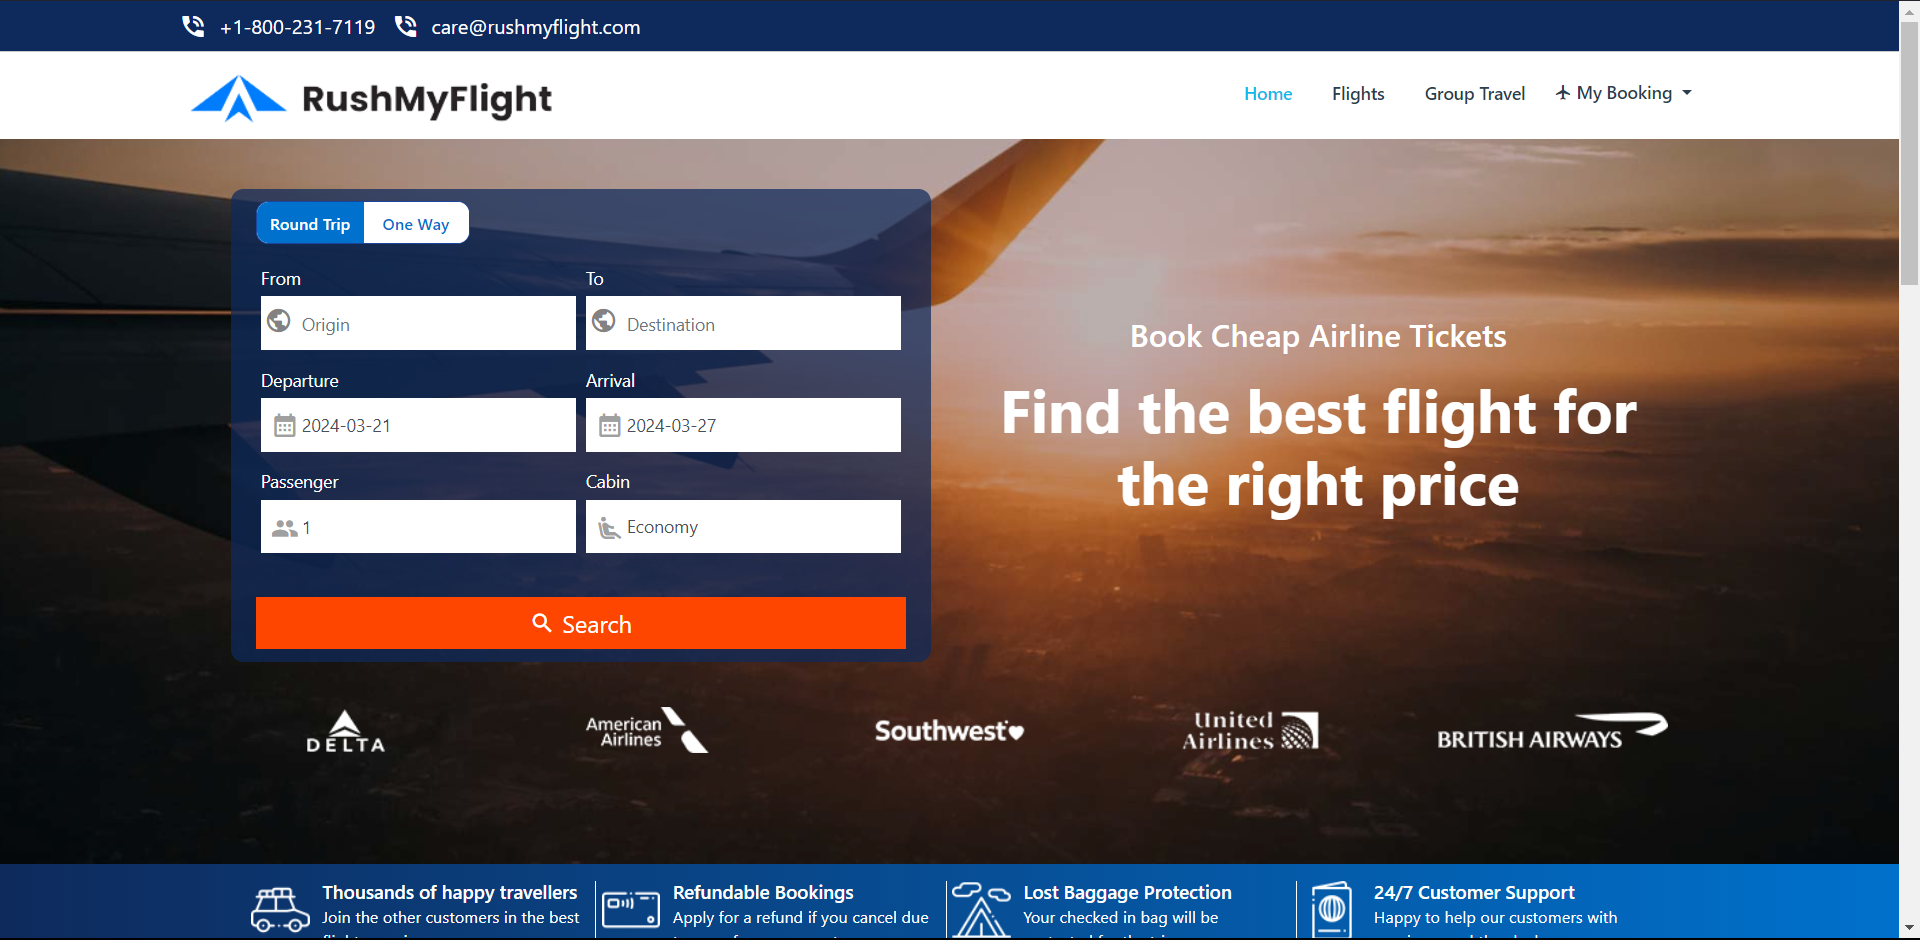 +1-800-231-7119 care@rushmyflight.com
RushMyFlight
Home Flights Group Travel My Booking
Round Trip One Way
From To
Origin Destination
Departure Arrival
2024-03-21 2024-03-27
Passenger Cabin
1 Economy
Search
Book Cheap Airline Tickets
Find the best flight for
the right price
DELTA
American
Airlines
Southwest
United
Airlines
BRITISH AIRWAYS
Thousands of happy travellers
Join the other customers in the best
Refundable Bookings
Apply for a refund if you cancel due
Lost Baggage Protection
Your checked in bag will be
24/7 Customer Support
Happy to help our customers with